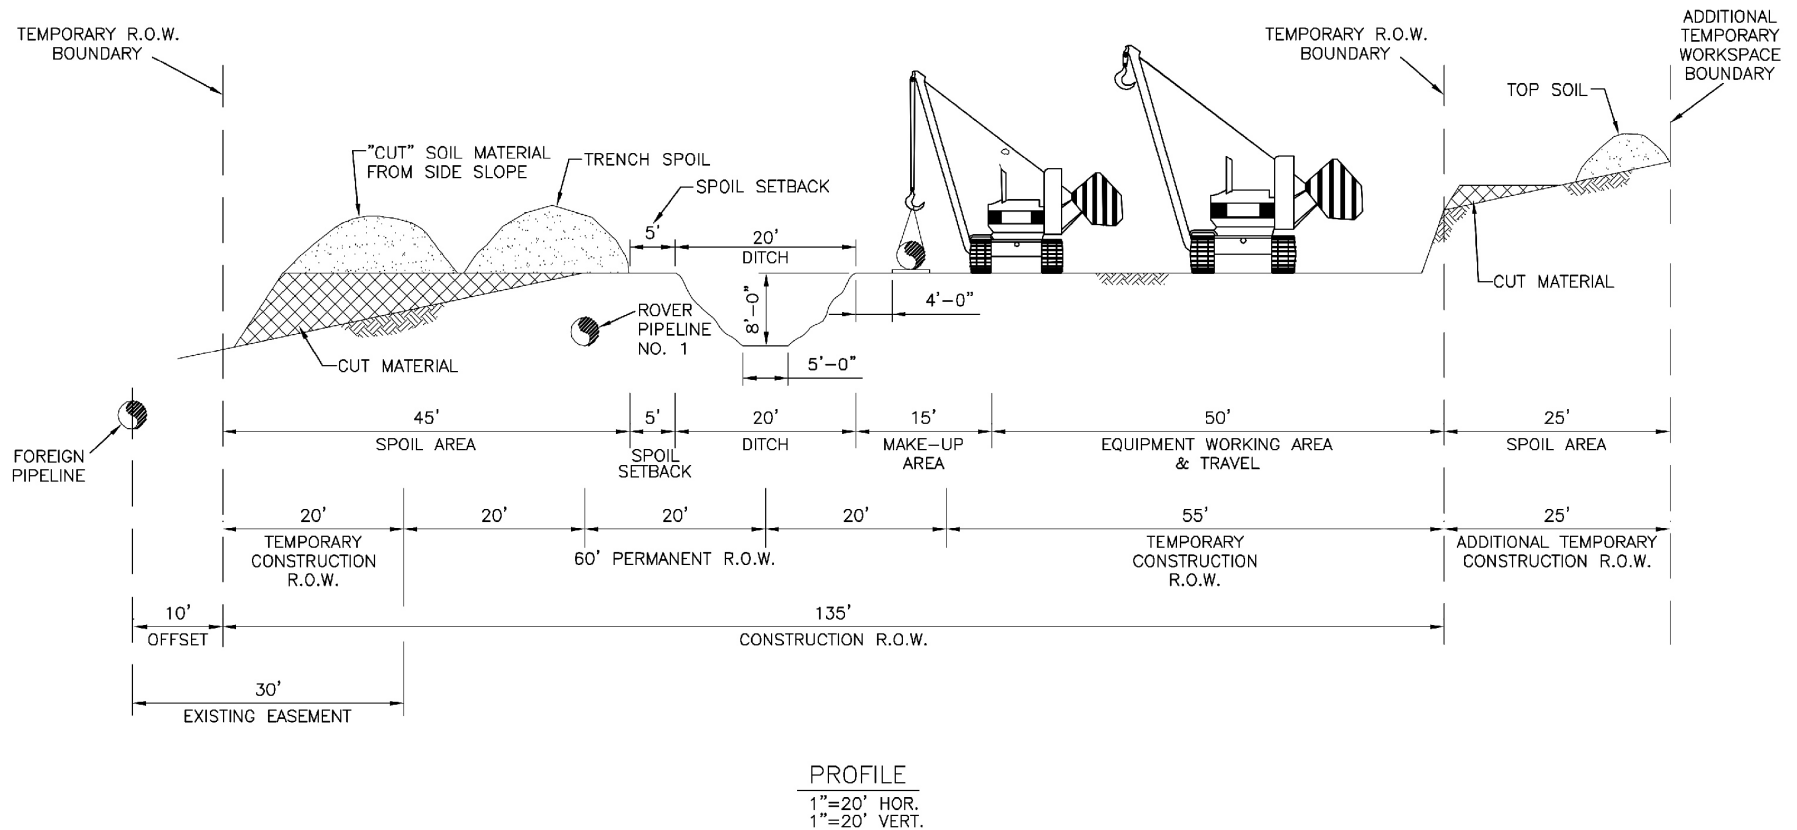 TEMPORARY R.O.W.
BOUNDARY
TEMPORARY R.O.W.
BOUNDARY
ADDITIONAL
TEMPORARY
WORKSPACE
BOUNDARY
TOP SOIL
"CUT" SOIL MATERIAL
FROM SIDE SLOPE
TRENCH SPOIL
SPOIL SETBACK
5'
20'
DITCH
8'-0"
4'-0"
5'-0"
ROVER
PIPELINE
NO. 1
CUT MATERIAL
CUT MATERIAL
FOREIGN
PIPELINE
45'
SPOIL AREA
5'
SPOIL
SETBACK
20'
DITCH
15'
MAKE-UP
AREA
50'
EQUIPMENT WORKING AREA
& TRAVEL
25'
SPOIL AREA
20'
TEMPORARY
CONSTRUCTION
R.O.W.
20'
20'
20'
60' PERMANENT R.O.W.
55'
TEMPORARY
CONSTRUCTION
R.O.W.
25'
ADDITIONAL TEMPORARY
CONSTRUCTION R.O.W.
10'
OFFSET
135'
CONSTRUCTION R.O.W.
30'
EXISTING EASEMENT
PROFILE
1"=20' HOR.
1"=20' VERT.